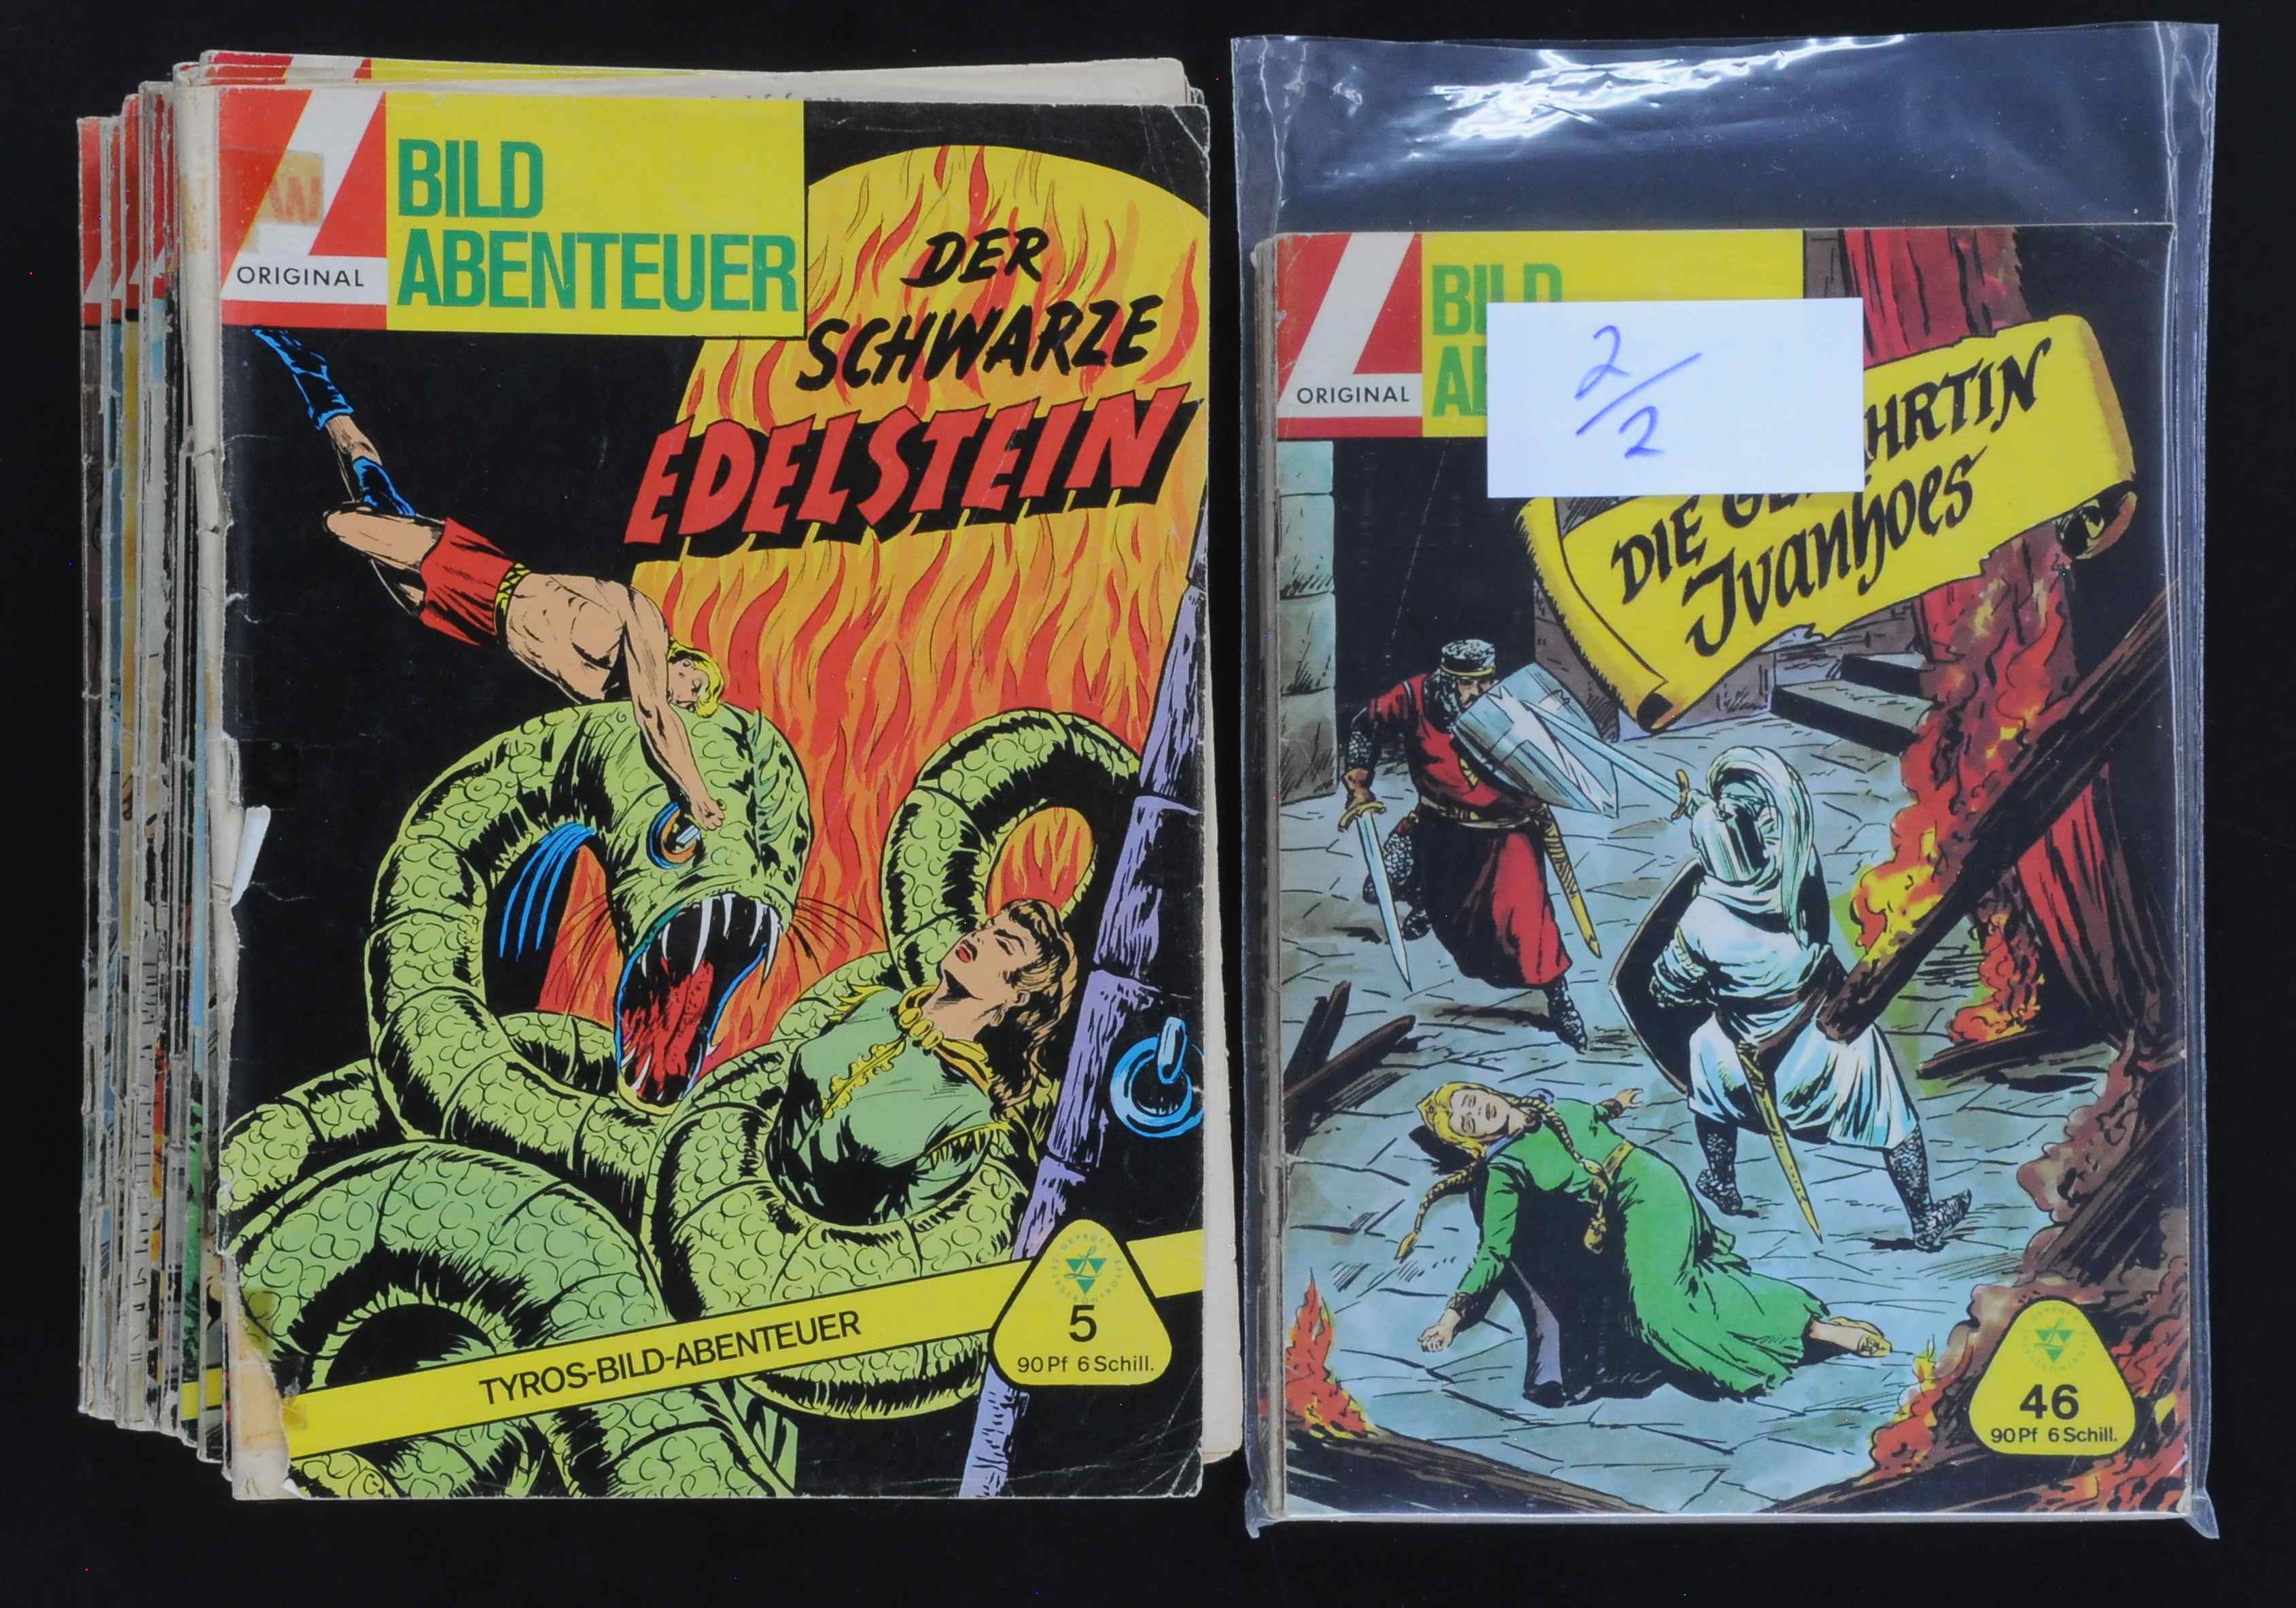 ORIGINAL
BILD
ABENTEUER
DER
SCHWARZE
EDELSTEIN
TYROS-BILD-ABENTEUER
5
90 Pf 6 Schill.
ORIGINAL
BILD
2/2
DIE
Ivanhoes
46
90 Pf 6 Schill.